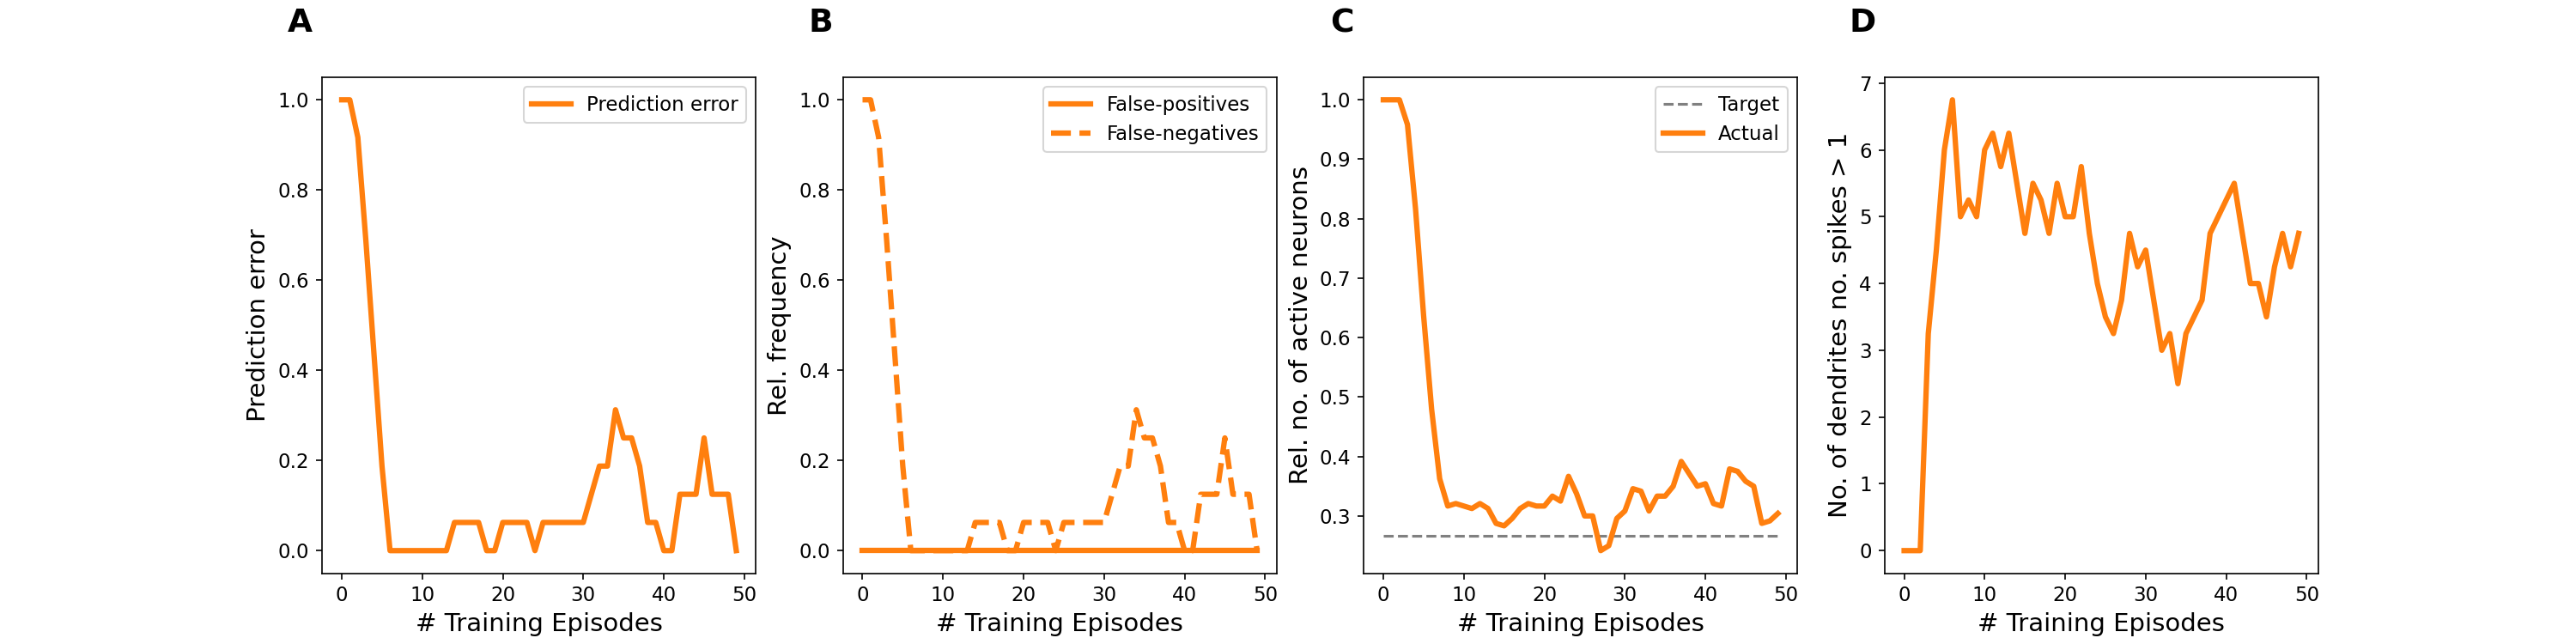 A
B
C
D
Prediction error
1.0
0.8
0.6
0.4
0.2
0.0
0 10 20 30 40 50
# Training Episodes
Prediction error
Rel. frequency
1.0
0.8
0.6
0.4
0.2
0.0
0 10 20 30 40 50
# Training Episodes
False-positives
False-negatives
Rel. no. of active neurons
1.0
0.9
0.8
0.7
0.6
0.5
0.4
0.3
0 10 20 30 40 50
# Training Episodes
Target
Actual
No. of dendrites no. spikes > 1
7
6
5
4
3
2
1
0
0 10 20 30 40 50
# Training Episodes